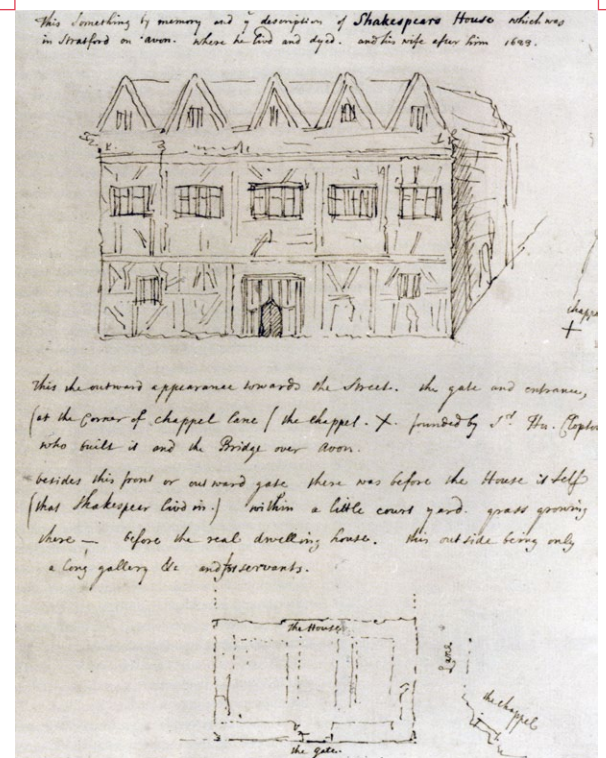 This Something by memory and ye description of Shakespears House which was
in Stratford on avon. where he livd and dyed. and his wife after him 1623.
chappel
This the outward appearance towards the Street. the gate and entrance,
(at the Corner of chappel lane / the chappel. X. founded by Sr. Hu. Clopton
who built it and the Bridge over avon.
besides this front or outward gate there was before the House it self
(that Shakespear livd in.) within a little court yard. grass growing
there — before the real dwelling house. this outside being only
a long gallery &c and for servants.
the House
Lane
the chappel
the gate.